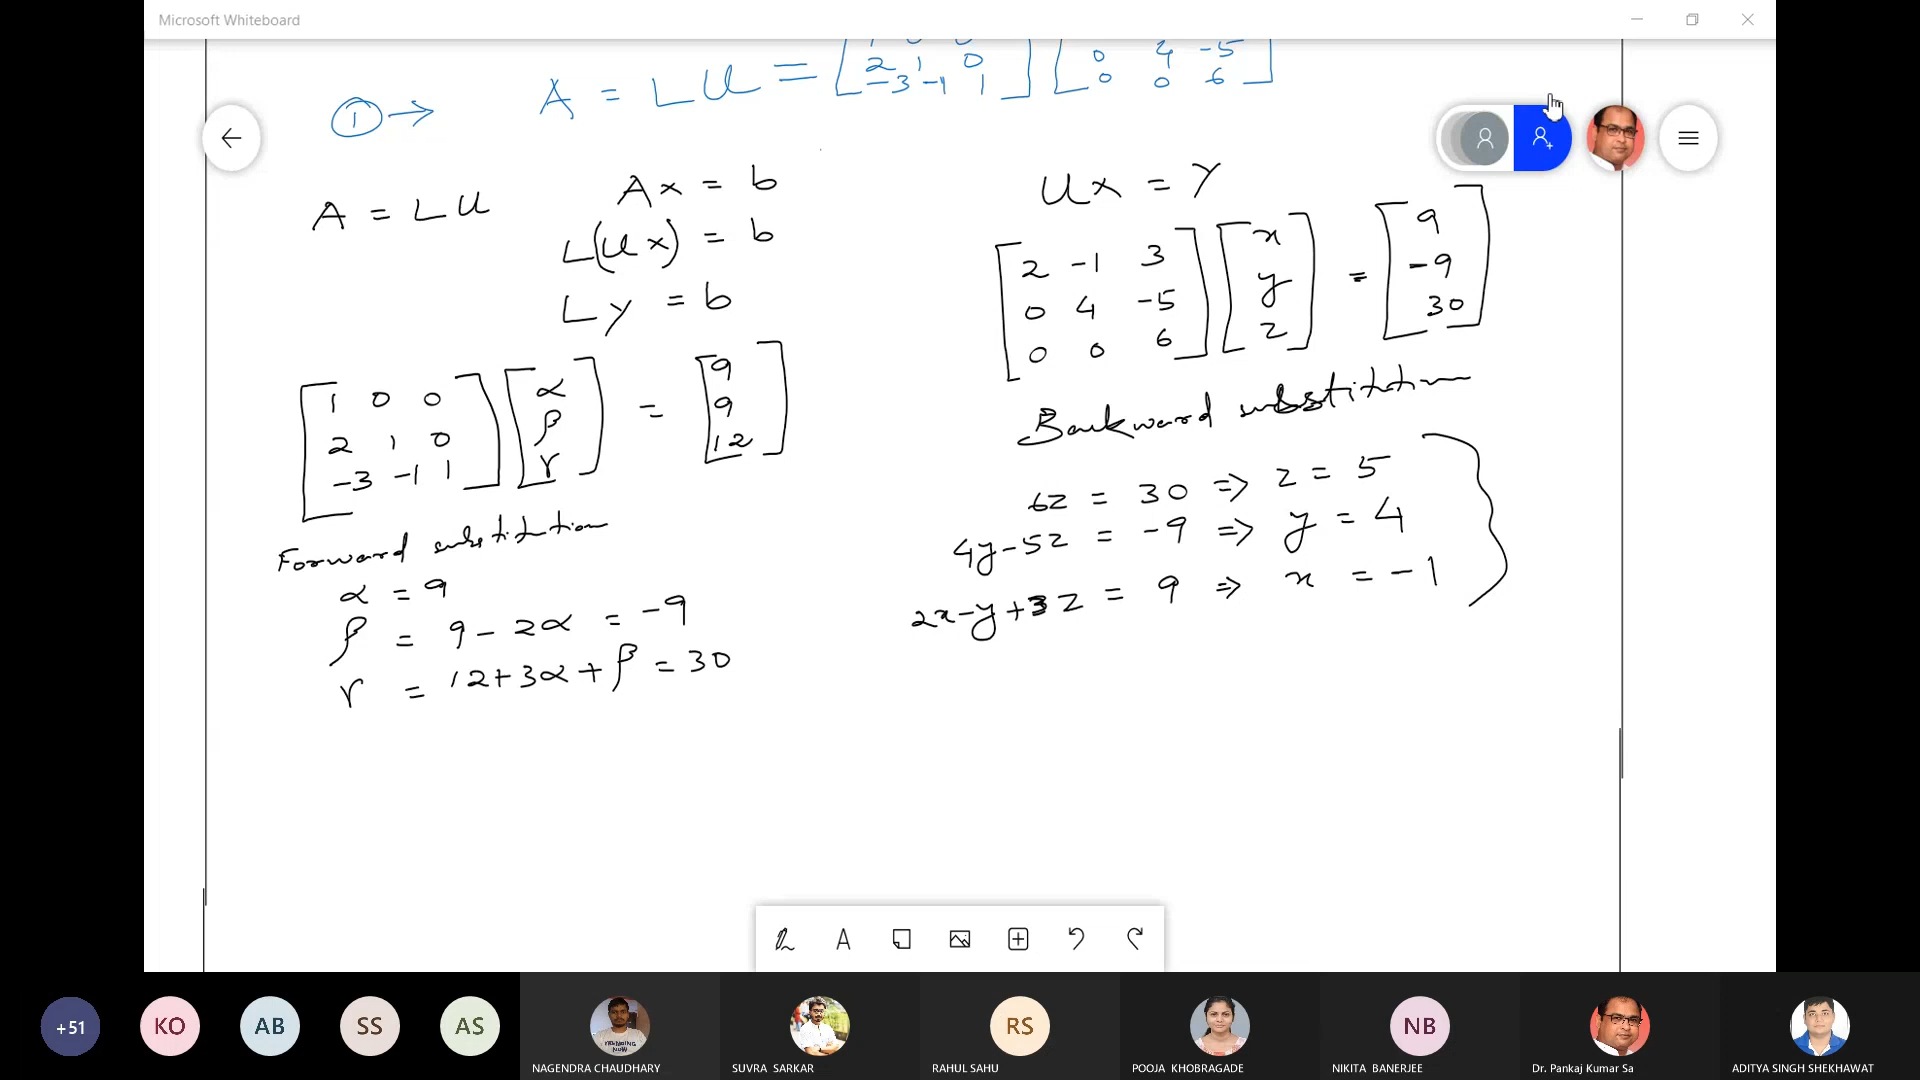 Microsoft Whiteboard
① → A = LU = [2 1 0; -3 -1 1] [0 4 -5; 0 0 6]
A = LU
Ax = b
L(Ux) = b
Ly = b
[1 0 0; 2 1 0; -3 -1 1] [α; β; γ] = [9; 9; 12]
Forward substitution
α = 9
β = 9 - 2α = -9
γ = 12 + 3α + β = 30
Ux = Y
[2 -1 3; 0 4 -5; 0 0 6] [x; y; z] = [9; -9; 30]
Backward substitution
6z = 30 => z = 5
4y - 5z = -9 => y = 4
2x - y + 3z = 9 => x = -1
+51
KO
AB
SS
AS
TRENDING
NOW
NAGENDRA CHAUDHARY
SUVRA SARKAR
RS
RAHUL SAHU
POOJA KHOBRAGADE
NB
NIKITA BANERJEE
Dr. Pankaj Kumar Sa
ADITYA SINGH SHEKHAWAT